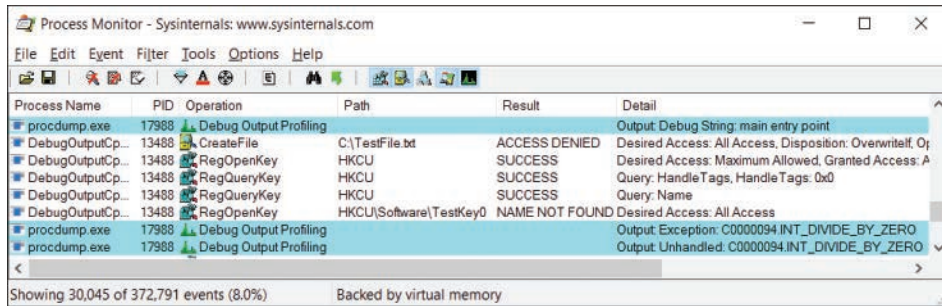 Process Monitor - Sysinternals: www.sysinternals.com
File Edit Event Filter Tools Options Help
Process Name PID Operation Path Result Detail
procdump.exe 17988 Debug Output Profiling Output: Debug String: main entry point
DebugOutputCp... 13488 CreateFile C:\TestFile.txt ACCESS DENIED Desired Access: All Access, Disposition: OverwriteIf, Op
DebugOutputCp... 13488 RegOpenKey HKCU SUCCESS Desired Access: Maximum Allowed, Granted Access: A
DebugOutputCp... 13488 RegQueryKey HKCU SUCCESS Query: HandleTags, HandleTags: 0x0
DebugOutputCp... 13488 RegQueryKey HKCU SUCCESS Query: Name
DebugOutputCp... 13488 RegOpenKey HKCU\Software\TestKey0 NAME NOT FOUND Desired Access: All Access
procdump.exe 17988 Debug Output Profiling Output: Exception: C0000094.INT_DIVIDE_BY_ZERO
procdump.exe 17988 Debug Output Profiling Output: Unhandled: C0000094.INT_DIVIDE_BY_ZERO
Showing 30,045 of 372,791 events (8.0%) Backed by virtual memory